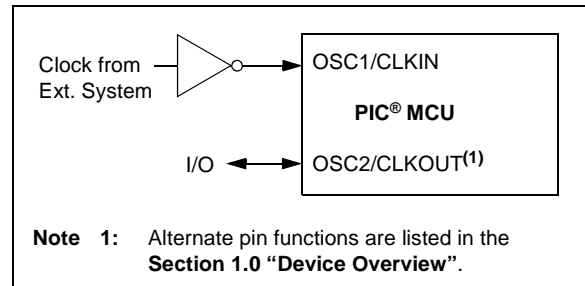 Clock from
Ext. System
OSC1/CLKIN
PIC® MCU
I/O
OSC2/CLKOUT(1)
Note 1: Alternate pin functions are listed in the
Section 1.0 “Device Overview”.